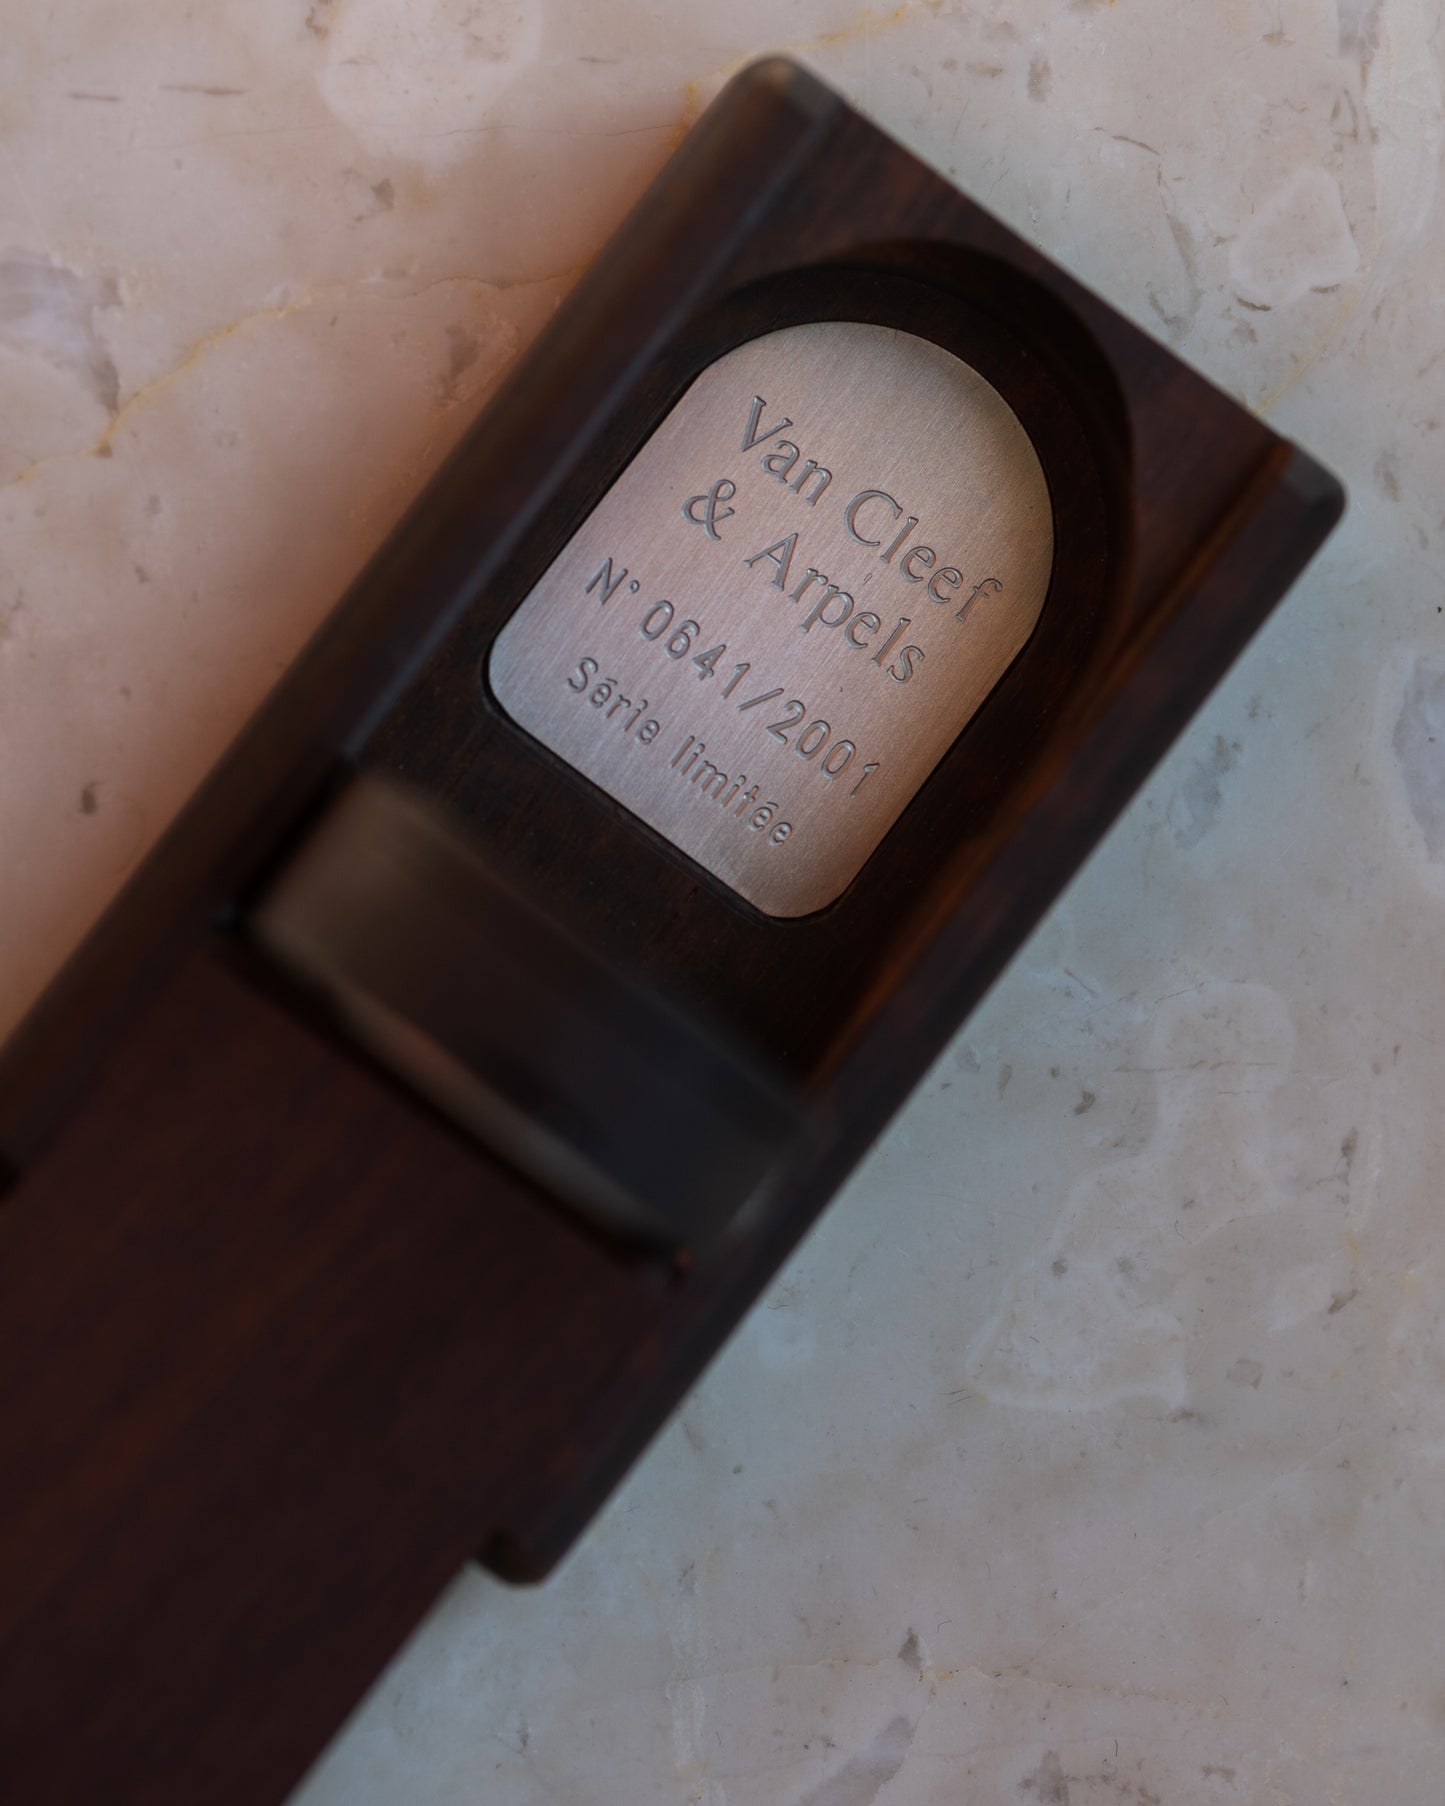 Van Cleef
& Arpels
N° 0641/2001
Série limitée